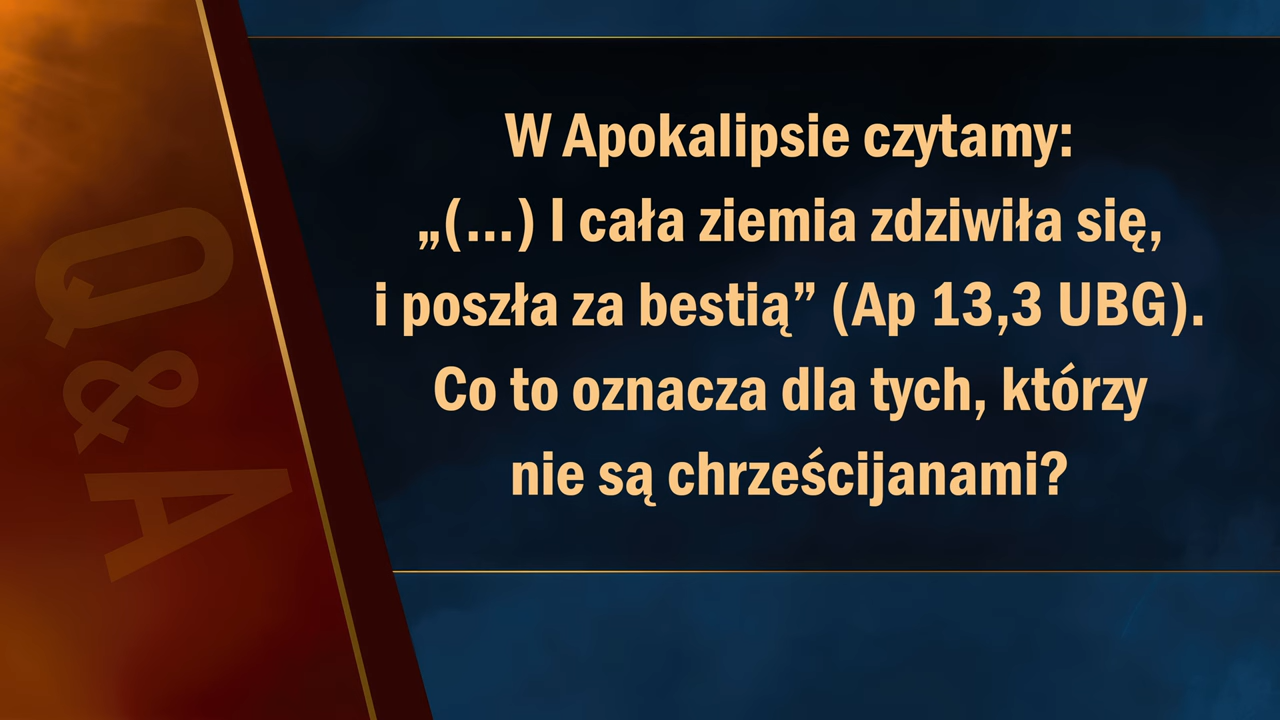 W Apokalipsie czytamy:
„(...) I cała ziemia zdziwiła się,
i poszła za bestią” (Ap 13,3 UBG).
Co to oznacza dla tych, którzy
nie są chrześcijanami?
Q&A